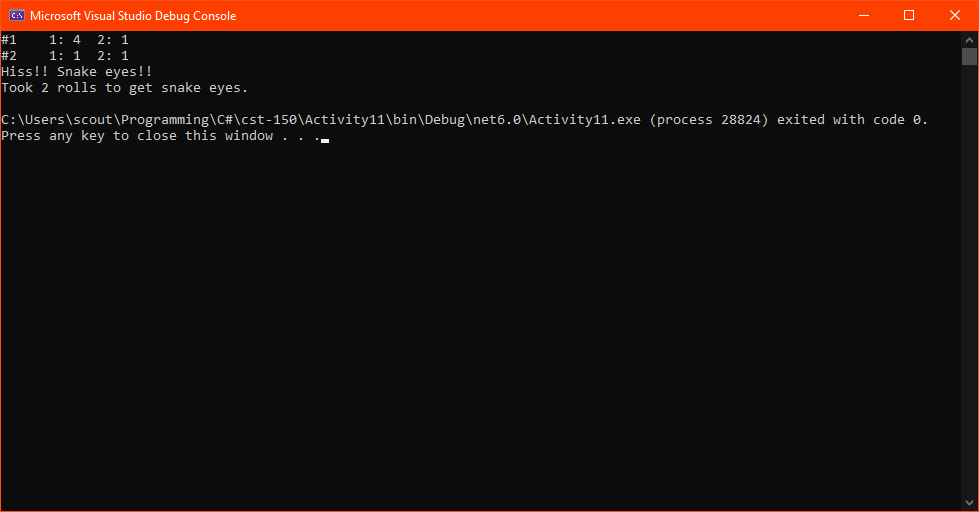 Microsoft Visual Studio Debug Console
#1    1: 4  2: 1
#2    1: 1  2: 1
Hiss!! Snake eyes!!
Took 2 rolls to get snake eyes.
C:\Users\scout\Programming\C#\cst-150\Activity11\bin\Debug\net6.0\Activity11.exe (process 28824) exited with code 0.
Press any key to close this window . . .